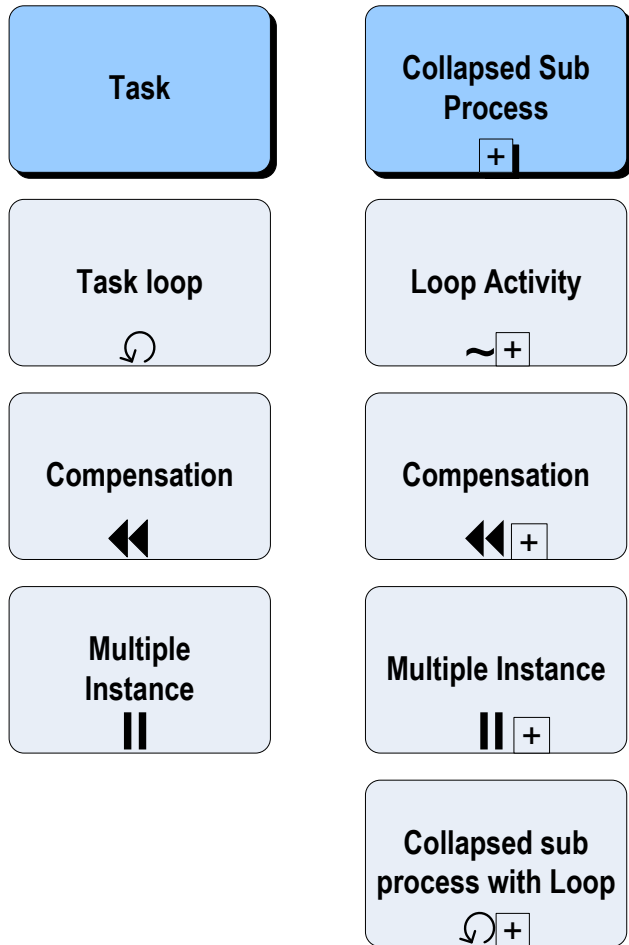 Task
Collapsed Sub
Process
+
Task loop
Loop Activity
~ +
Compensation
Compensation
+
Multiple
Instance
Multiple Instance
+
Collapsed sub
process with Loop
+